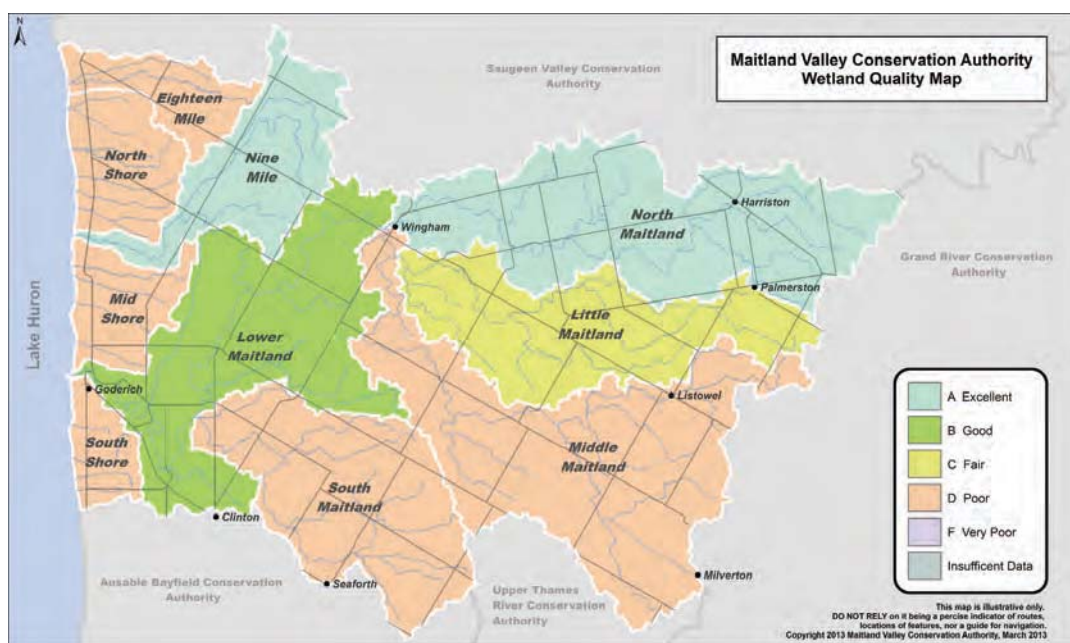 N
Maitland Valley Conservation Authority
Wetland Quality Map
Saugeen Valley Conservation
Authority
Eighteen
Mile
North
Shore
Nine
Mile
Wingham
North
Maitland
Harriston
Grand River Conservation
Authority
Palmerston
Mid
Shore
Lake Huron
Lower
Maitland
Little
Maitland
Goderich
Listowel
South
Shore
Middle
Maitland
South
Maitland
Clinton
Seaforth
Milverton
Ausable Bayfield Conservation
Authority
Upper Thames
River Conservation
Authority
A Excellent
B Good
C Fair
D Poor
F Very Poor
Insufficent Data
This map is illustrative only.
DO NOT RELY on it being a percise indicator of routes,
locations of features, nor a guide for navigation.
Copyright 2013 Maitland Valley Conservation Authority, March 2013